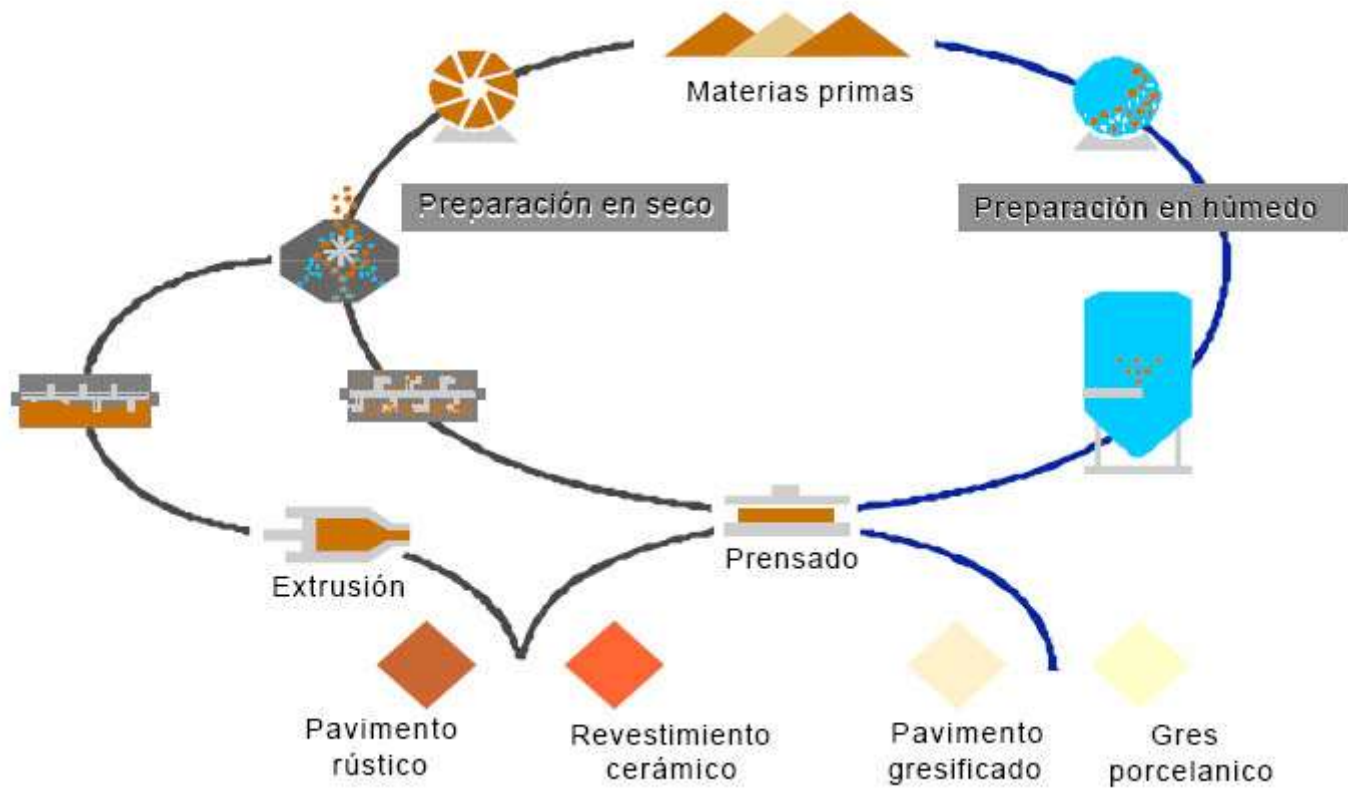 Materias primas
Preparación en seco
Preparación en húmedo
Prensado
Extrusión
Pavimento
rústico
Revestimiento
cerámico
Pavimento
gresificado
Gres
porcelanico